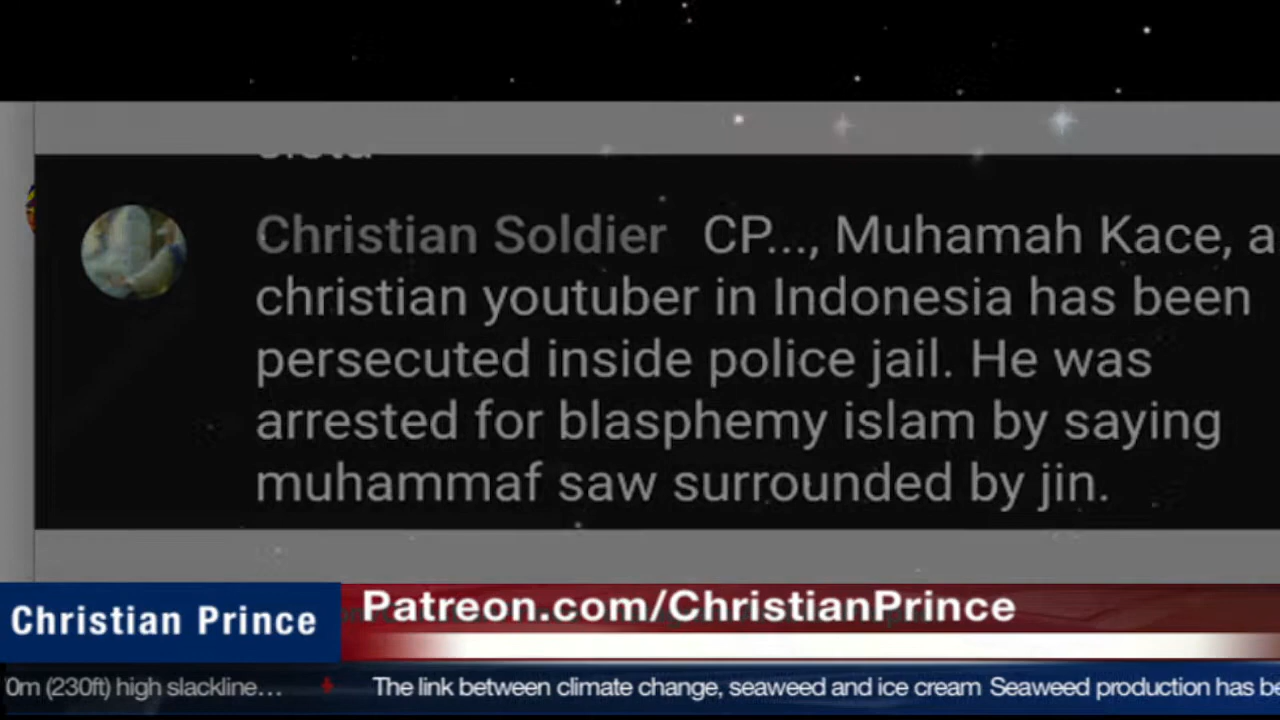 Christian Soldier CP..., Muhamah Kace, a
christian youtuber in Indonesia has been
persecuted inside police jail. He was
arrested for blasphemy islam by saying
muhammaf saw surrounded by jin.
Christian Prince
Patreon.com/ChristianPrince
0m (230ft) high slackline... The link between climate change, seaweed and ice cream Seaweed production has be